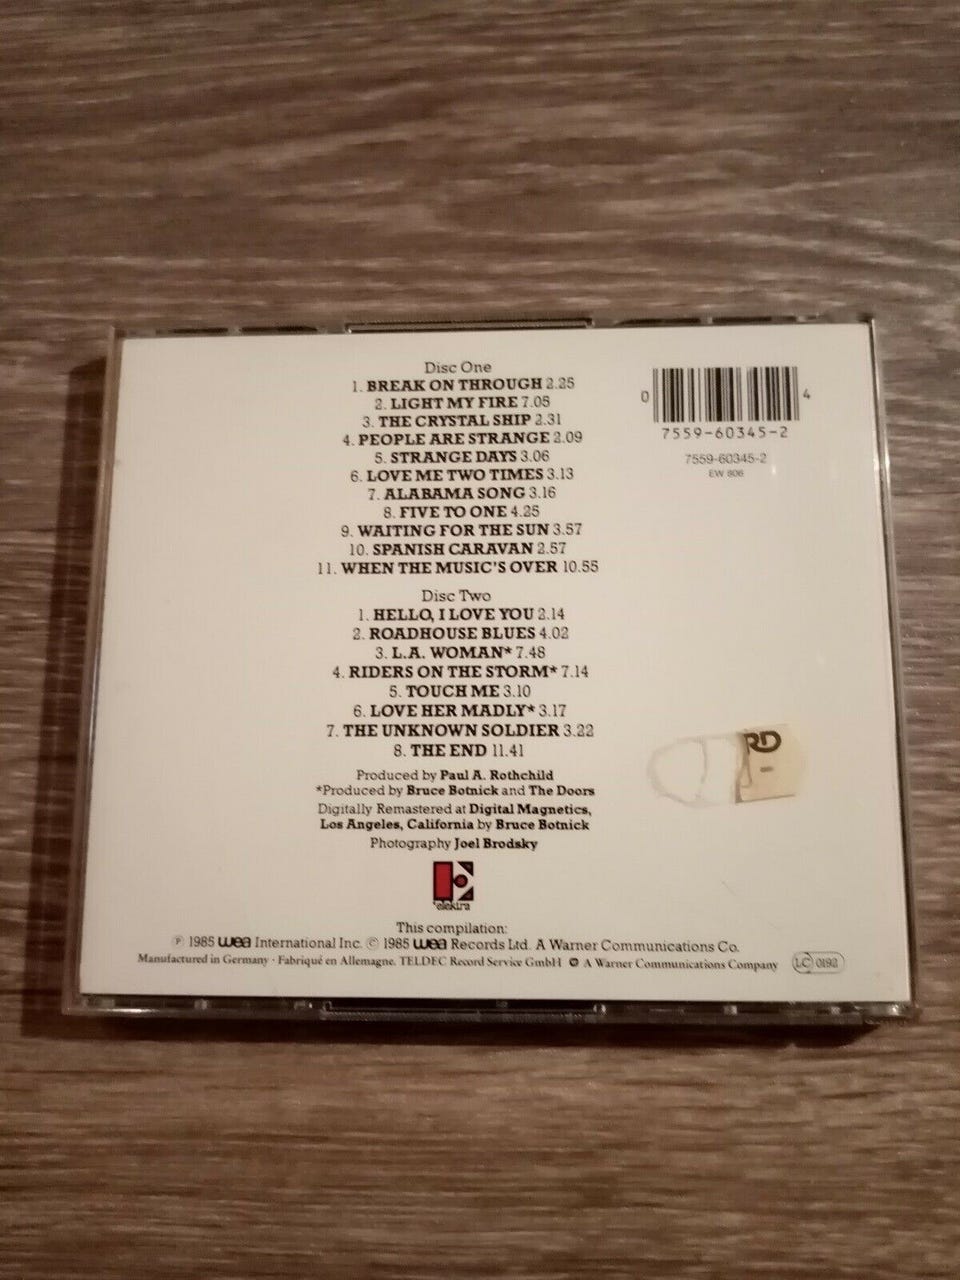 Disc One
1. BREAK ON THROUGH 2.25
2. LIGHT MY FIRE 7.05
3. THE CRYSTAL SHIP 2.31
4. PEOPLE ARE STRANGE 2.09
5. STRANGE DAYS 3.06
6. LOVE ME TWO TIMES 3.13
7. ALABAMA SONG 3.16
8. FIVE TO ONE 4.25
9. WAITING FOR THE SUN 3.57
10. SPANISH CARAVAN 2.57
11. WHEN THE MUSIC'S OVER 10.55
0 4
7559-60345-2
7559-60345-2
EW 806
Disc Two
1. HELLO, I LOVE YOU 2.14
2. ROADHOUSE BLUES 4.02
3. L.A. WOMAN* 7.48
4. RIDERS ON THE STORM* 7.14
5. TOUCH ME 3.10
6. LOVE HER MADLY* 3.17
7. THE UNKNOWN SOLDIER 3.22
8. THE END 11.41
RD
Produced by Paul A. Rothchild
*Produced by Bruce Botnick and The Doors
Digitally Remastered at Digital Magnetics,
Los Angeles, California by Bruce Botnick
Photography Joel Brodsky
E
elektra
This compilation:
℗ 1985 wea International Inc. © 1985 wea Records Ltd. A Warner Communications Co.
Manufactured in Germany · Fabriqué en Allemagne. TELDEC Record Service GmbH A Warner Communications Company LC 0192